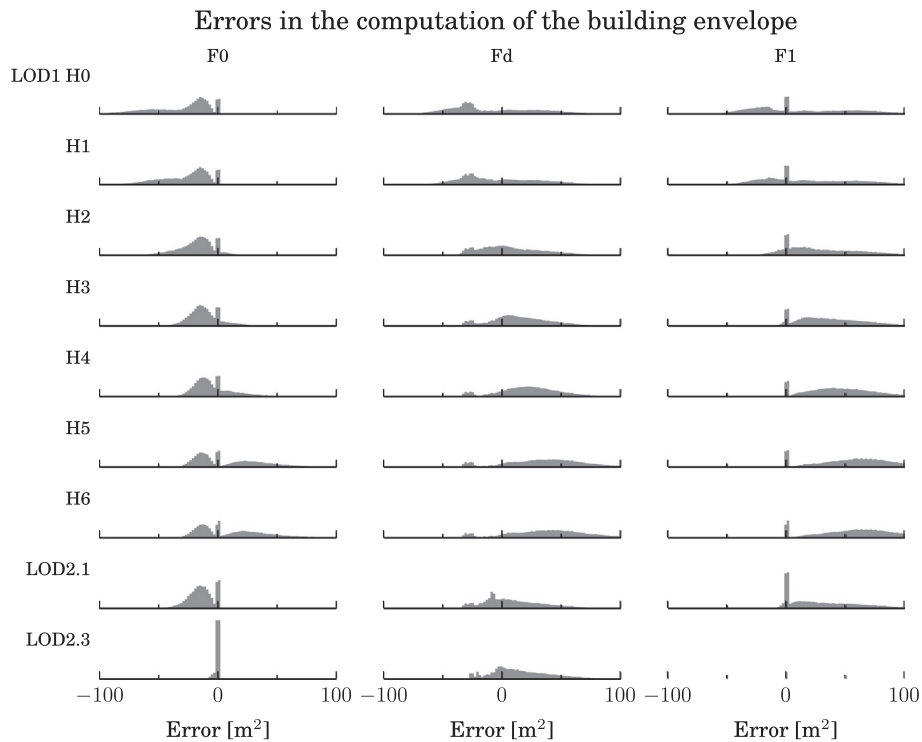 Errors in the computation of the building envelope
F0 Fd F1
LOD1 H0
H1
H2
H3
H4
H5
H6
LOD2.1
LOD2.3
−100 0 100 −100 0 100 −100 0 100
Error [m²] Error [m²] Error [m²]